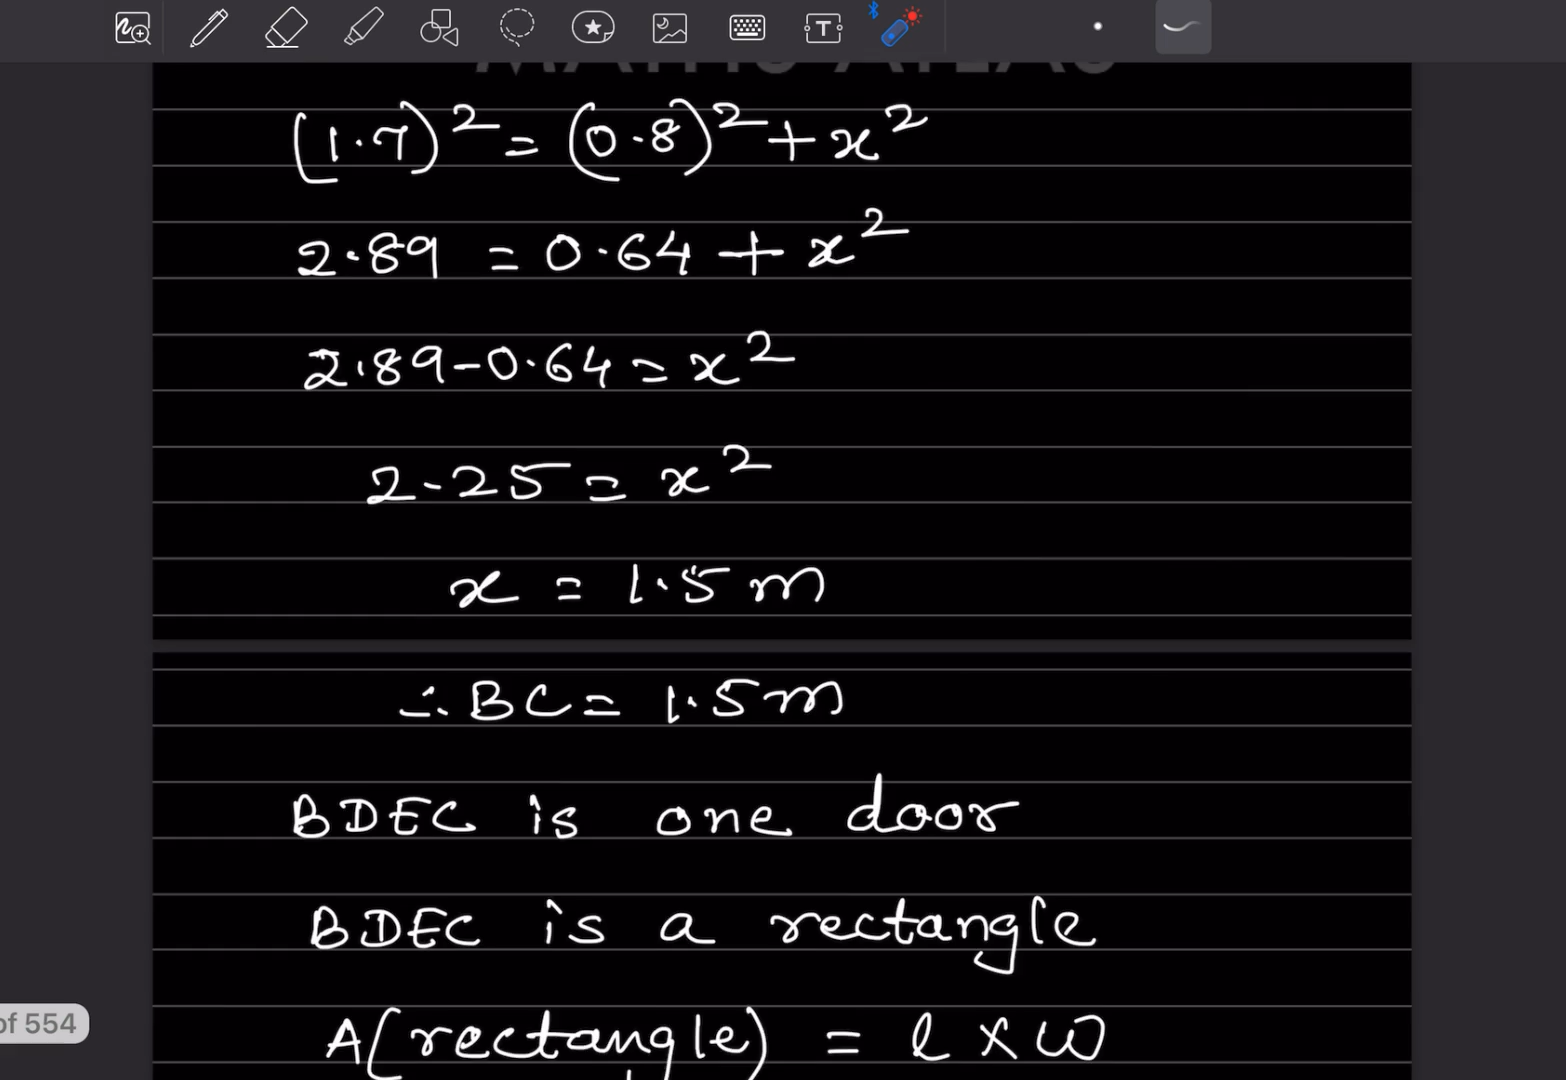 (1.7)² = (0.8)² + x²
2.89 = 0.64 + x²
2.89-0.64 = x²
2.25 = x²
x = 1.5 m
∴ BC = 1.5 m
BDEC is one door
BDEC is a rectangle
of 554
A(rectangle) = l × w